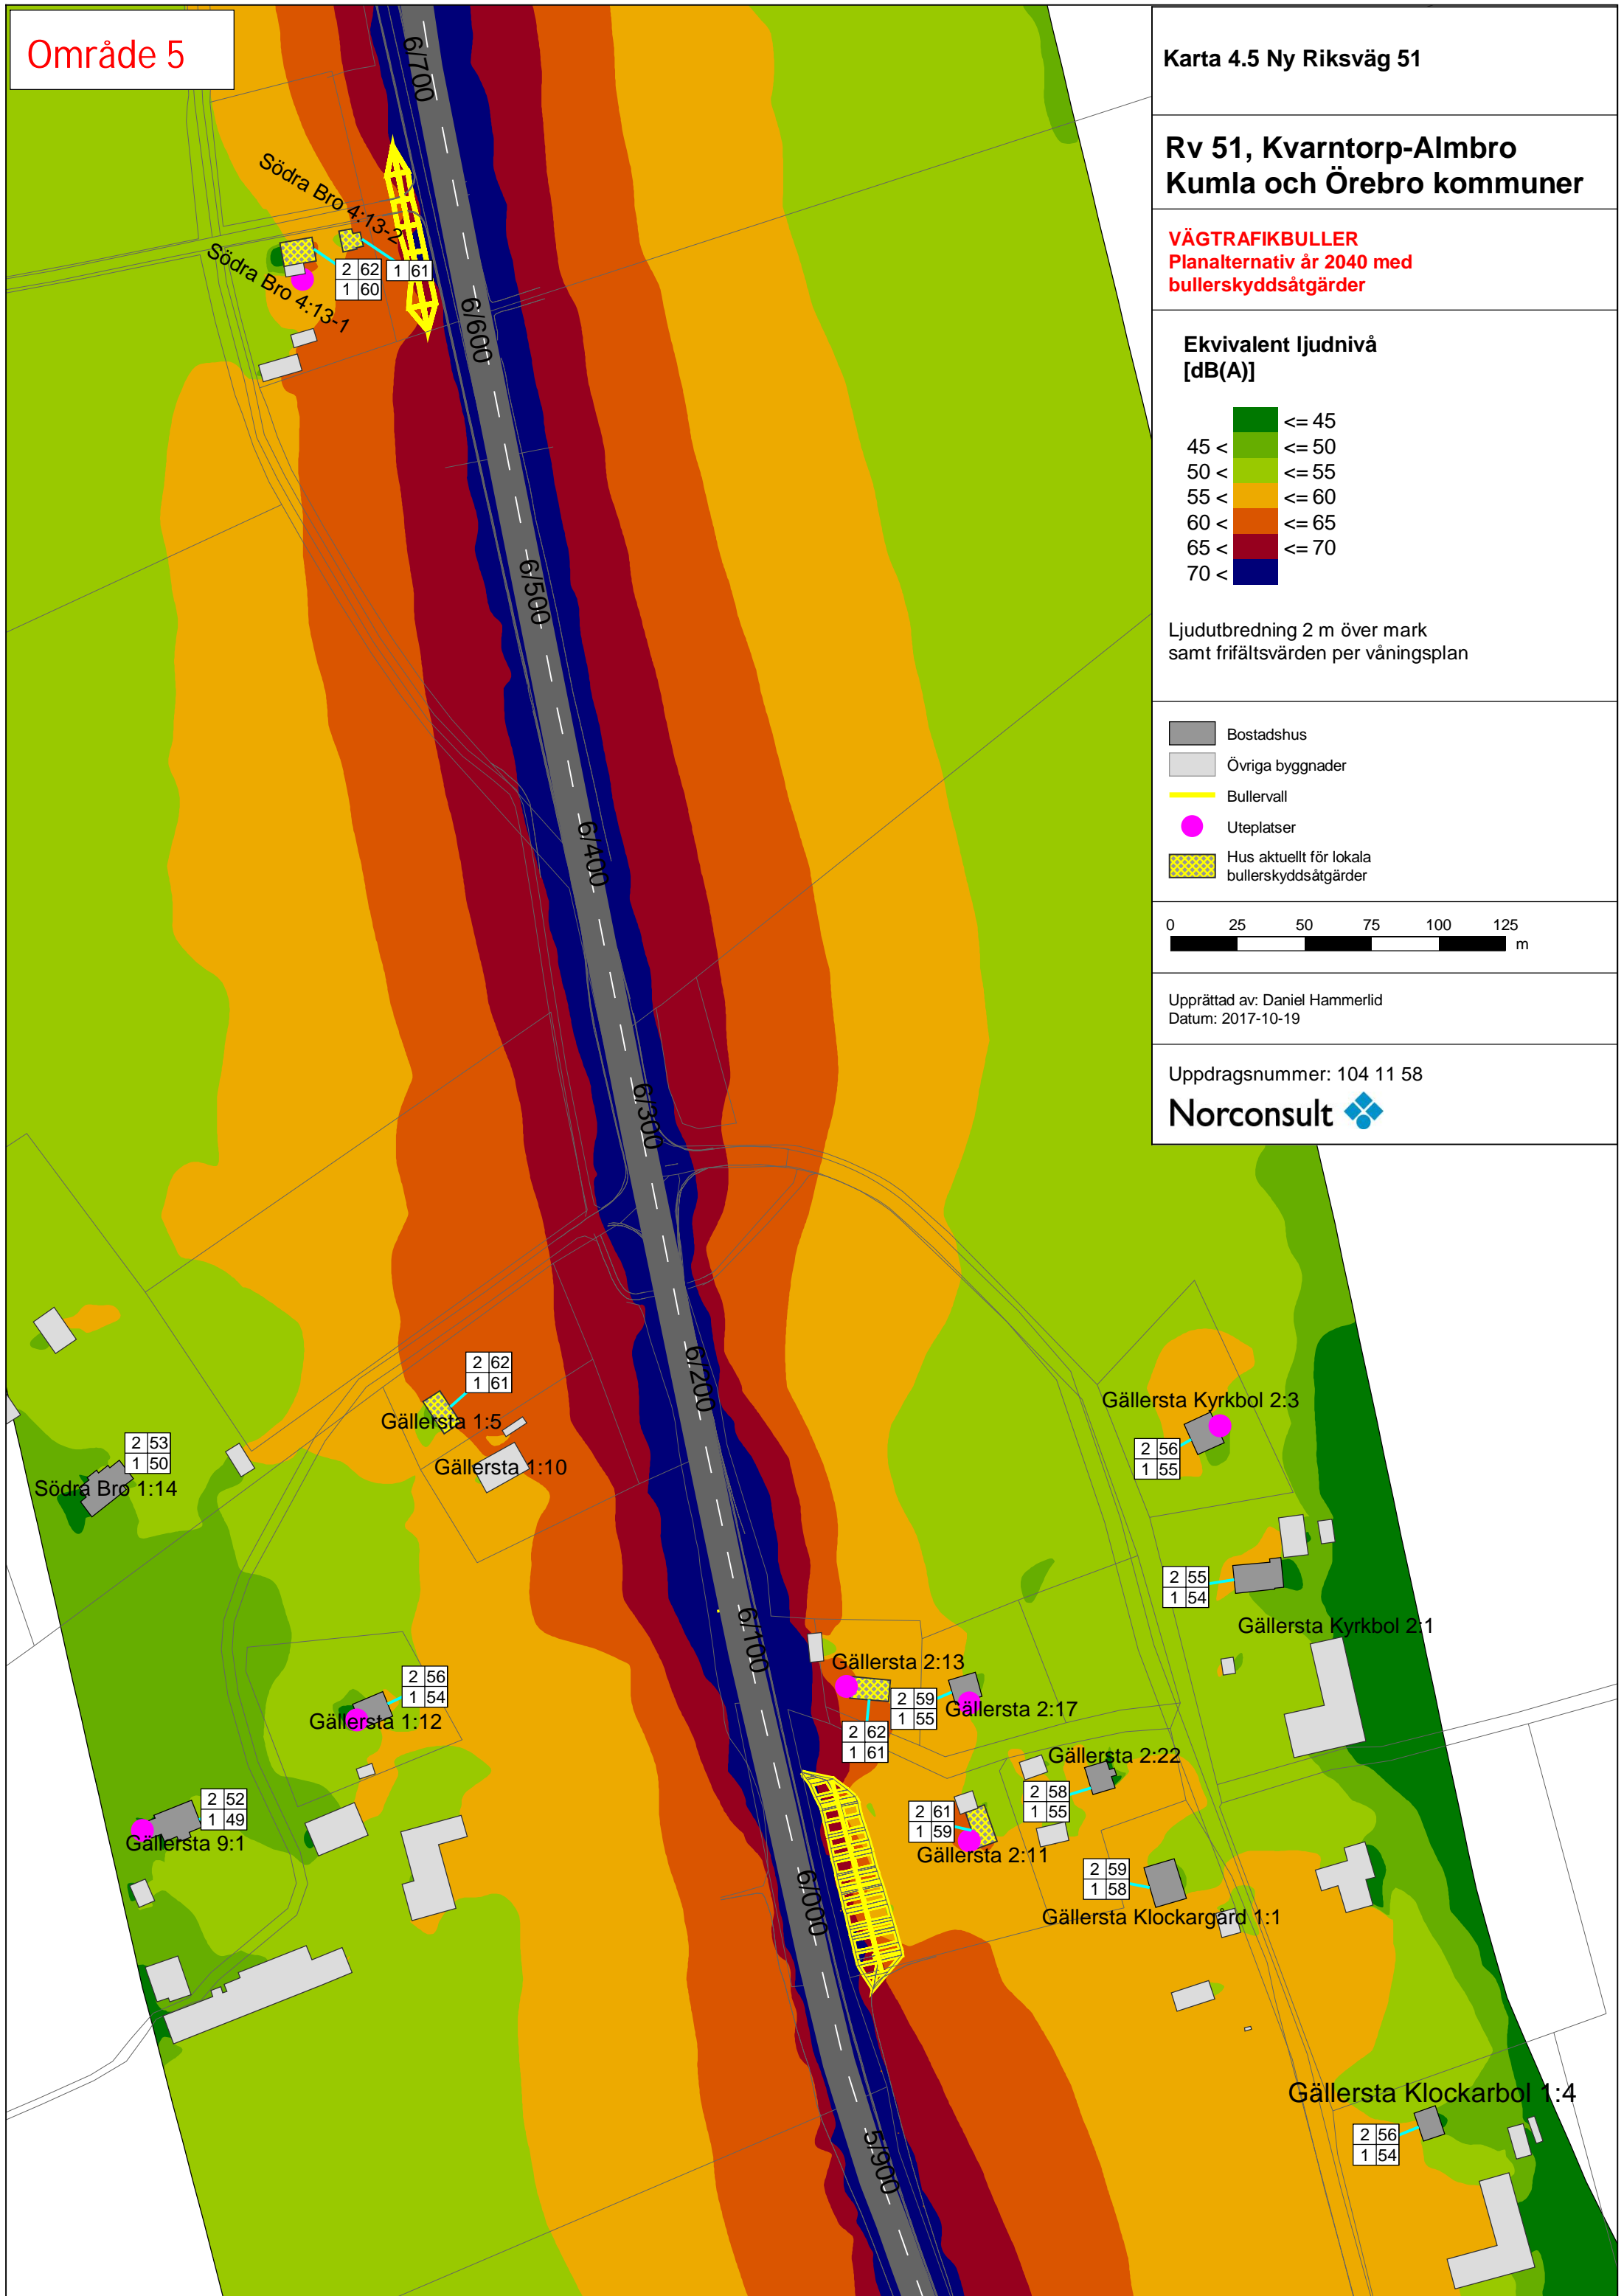 Område 5
Karta 4.5 Ny Riksväg 51
Rv 51, Kvarntorp-Almbro
Kumla och Örebro kommuner
VÄGTRAFIKBULLER
Planalternativ år 2040 med
bullerskyddsåtgärder
Ekvivalent ljudnivå
[dB(A)]
<= 45
45 < <= 50
50 < <= 55
55 < <= 60
60 < <= 65
65 < <= 70
70 <
Ljudutbredning 2 m över mark
samt frifältsvärden per våningsplan
Bostadshus
Övriga byggnader
Bullervall
Uteplatser
Hus aktuellt för lokala
bullerskyddsåtgärder
0 25 50 75 100 125
m
Upprättad av: Daniel Hammerlid
Datum: 2017-10-19
Uppdragsnummer: 104 11 58
Norconsult
6/700
Södra Bro 4:13-2
2 62
1 60
1 61
Södra Bro 4:13-1
6/600
6/500
6/400
6/300
6/200
2 62
1 61
Gällersta 1:5
Gällersta 1:10
2 53
1 50
Södra Bro 1:14
Gällersta Kyrkbol 2:3
2 56
1 55
2 55
1 54
Gällersta Kyrkbol 2:1
6/100
Gällersta 2:13
2 62
1 61
2 59
1 55
Gällersta 2:17
2 56
1 54
Gällersta 1:12
Gällersta 2:22
2 58
1 55
2 52
1 49
Gällersta 9:1
2 61
1 59
Gällersta 2:11
2 59
1 58
Gällersta Klockargård 1:1
6/000
Gällersta Klockarbol 1:4
2 56
1 54
5/900